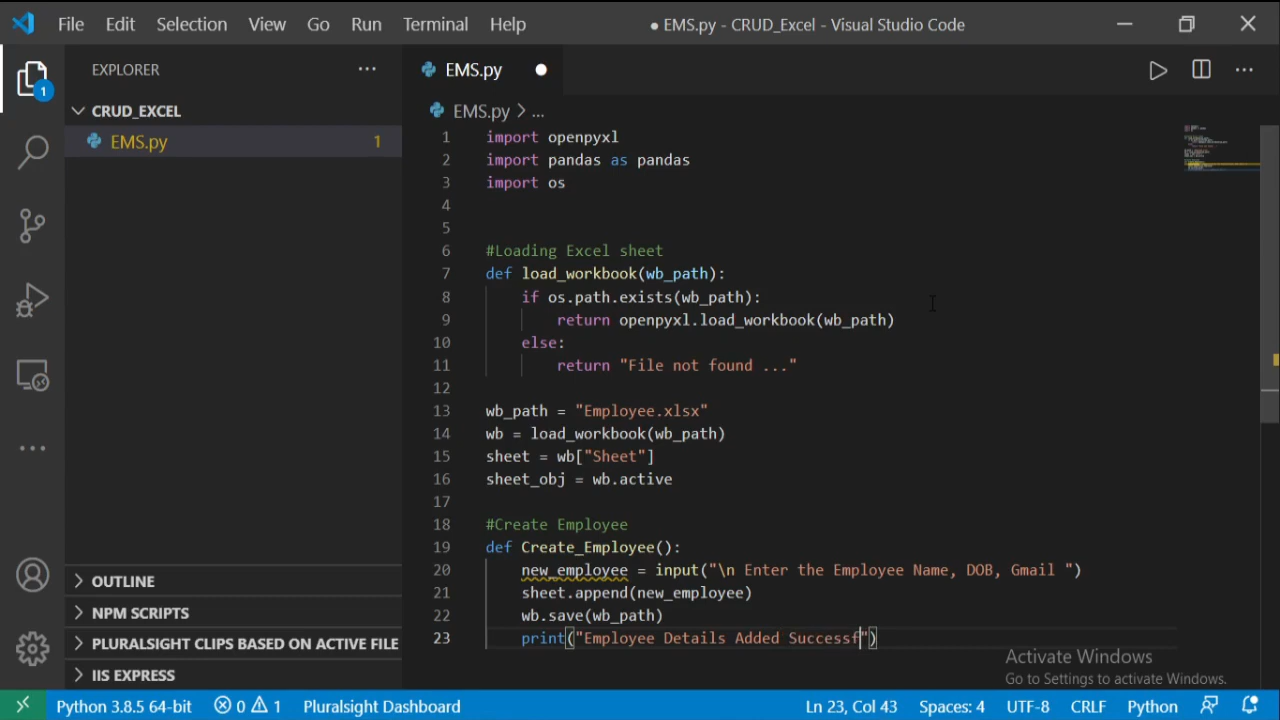 File Edit Selection View Go Run Terminal Help ● EMS.py - CRUD_Excel - Visual Studio Code
EXPLORER ...
1
CRUD_EXCEL
EMS.py 1
OUTLINE
NPM SCRIPTS
PLURALSIGHT CLIPS BASED ON ACTIVE FILE
IIS EXPRESS
EMS.py ●
EMS.py > ...
1 import openpyxl
2 import pandas as pandas
3 import os
4
5
6 #Loading Excel sheet
7 def load_workbook(wb_path):
8 if os.path.exists(wb_path):
9 return openpyxl.load_workbook(wb_path)
10 else:
11 return "File not found ..."
12
13 wb_path = "Employee.xlsx"
14 wb = load_workbook(wb_path)
15 sheet = wb["Sheet"]
16 sheet_obj = wb.active
17
18 #Create Employee
19 def Create_Employee():
20 new_employee = input("\n Enter the Employee Name, DOB, Gmail ")
21 sheet.append(new_employee)
22 wb.save(wb_path)
23 print("Employee Details Added Successf")
Activate Windows
Go to Settings to activate Windows.
Python 3.8.5 64-bit 0 1 Pluralsight Dashboard Ln 23, Col 43 Spaces: 4 UTF-8 CRLF Python